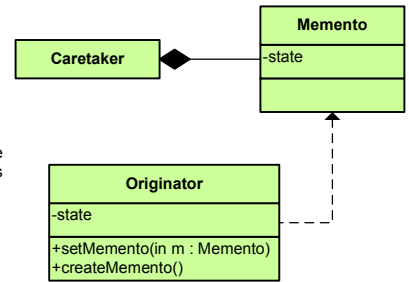 Memento
-state
Caretaker
e
s
Originator
-state
+setMemento(in m : Memento)
+createMemento()